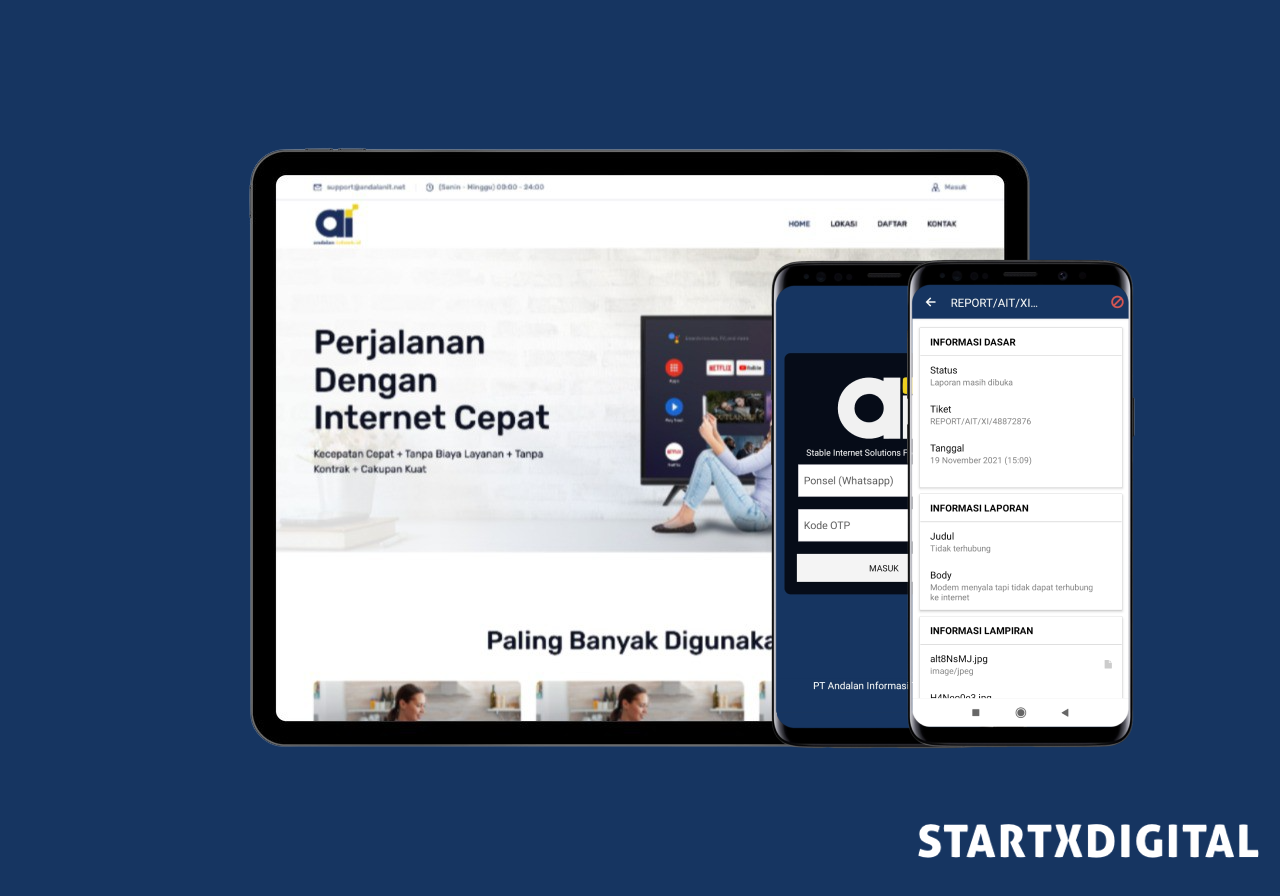 support@andalanit.net
(Senin - Minggu) 09:00 - 24:00
Masuk
ai
HOME
LOKASI
DAFTAR
KONTAK
Perjalanan
Dengan
Internet Cepat
Kecepatan Cepat + Tanpa Biaya Layanan + Tanpa
Kontrak + Cakupan Kuat
NETFLIX
YouTube
Paling Banyak Digunaka
ai
Stable Internet Solutions F
Ponsel (Whatsapp)
Kode OTP
MASUK
PT Andalan Informasi
REPORT/AIT/XI...
INFORMASI DASAR
Status
Laporan masih dibuka
Tiket
REPORT/AIT/XI/48872876
Tanggal
19 November 2021 (15:09)
INFORMASI LAPORAN
Judul
Tidak terhubung
Body
Modem menyala tapi tidak dapat terhubung
ke internet
INFORMASI LAMPIRAN
alt8NsMJ.jpg
image/jpeg
STARTXDIGITAL